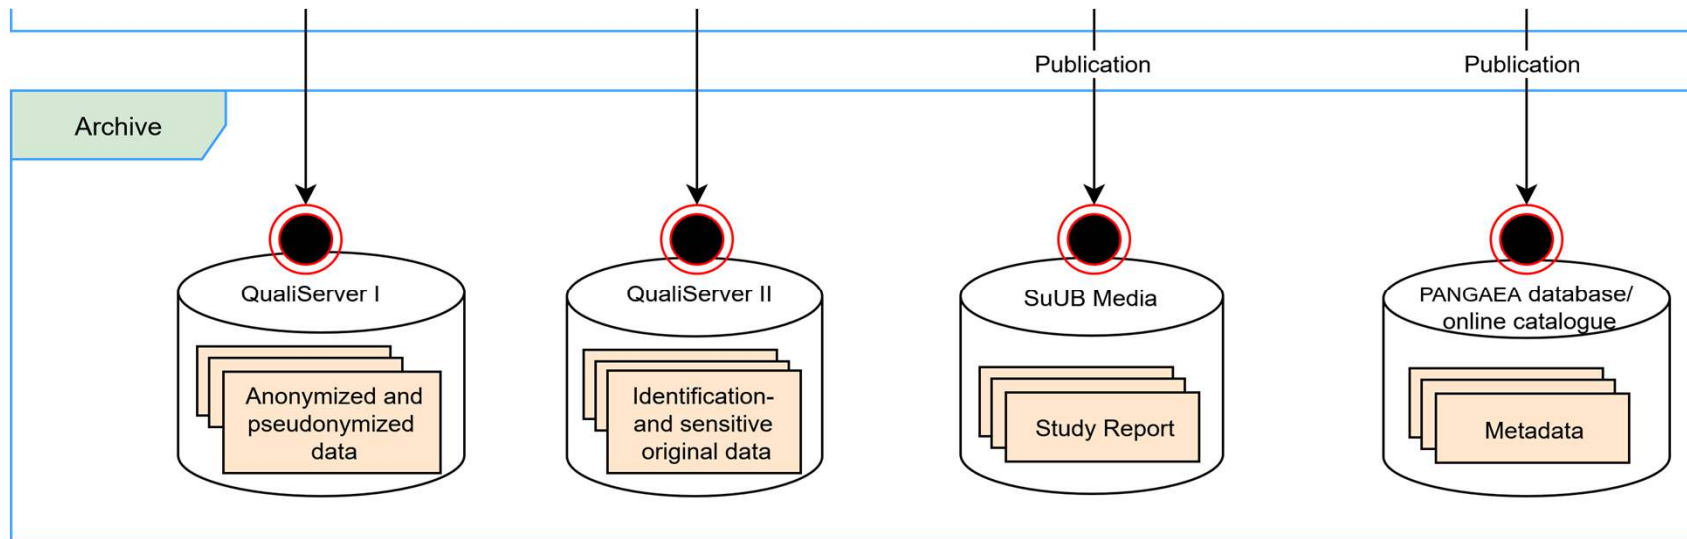 Publication
Publication
Archive
QualiServer I
QualiServer II
SuUB Media
PANGAEA database/
online catalogue
Anonymized and
pseudonymized
data
Identification-
and sensitive
original data
Study Report
Metadata